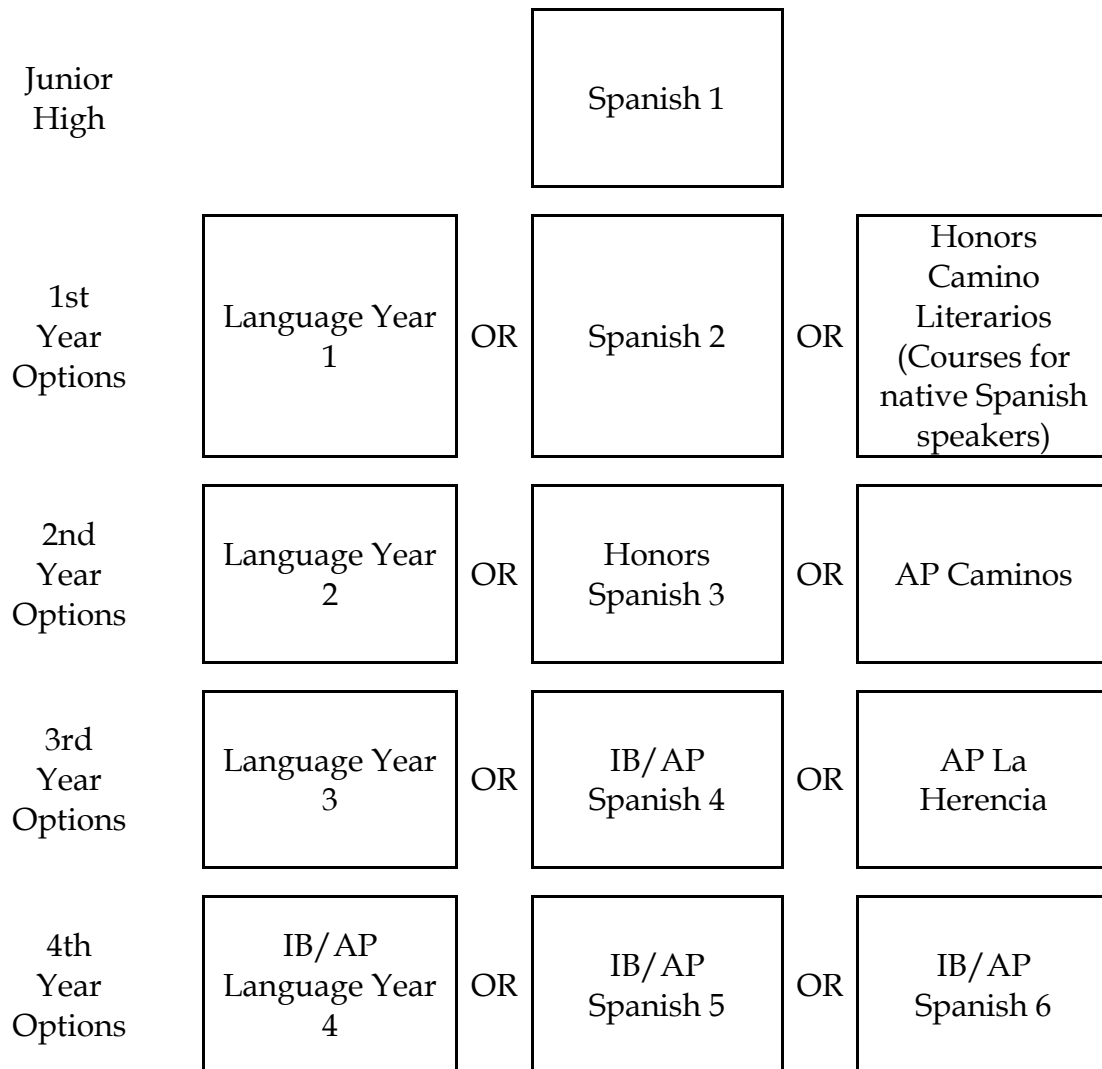 Junior
High
Spanish 1
1st
Year
Options
Language Year
1
OR
Spanish 2
OR
Honors
Camino
Literarios
(Courses for
native Spanish
speakers)
2nd
Year
Options
Language Year
2
OR
Honors
Spanish 3
OR
AP Caminos
3rd
Year
Options
Language Year
3
OR
IB/AP
Spanish 4
OR
AP La
Herencia
4th
Year
Options
IB/AP
Language Year
4
OR
IB/AP
Spanish 5
OR
IB/AP
Spanish 6